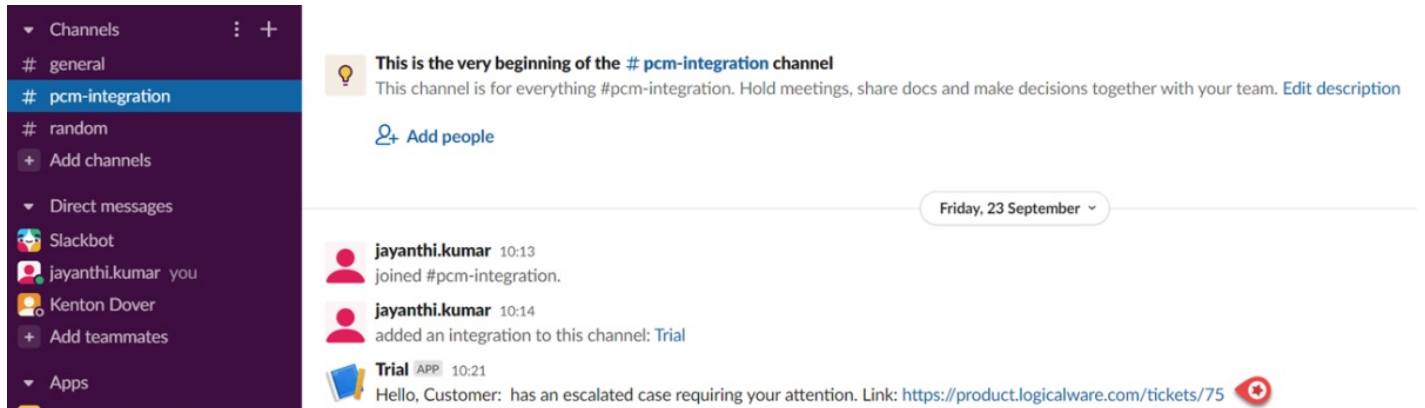 Channels
# general
# pcm-integration
# random
+ Add channels
Direct messages
Slackbot
jayanthi.kumar you
Kenton Dover
+ Add teammates
Apps
This is the very beginning of the # pcm-integration channel
This channel is for everything #pcm-integration. Hold meetings, share docs and make decisions together with your team. Edit description
Add people
Friday, 23 September
jayanthi.kumar 10:13
joined #pcm-integration.
jayanthi.kumar 10:14
added an integration to this channel: Trial
Trial APP 10:21
Hello, Customer: has an escalated case requiring your attention. Link: https://product.logicalware.com/tickets/75